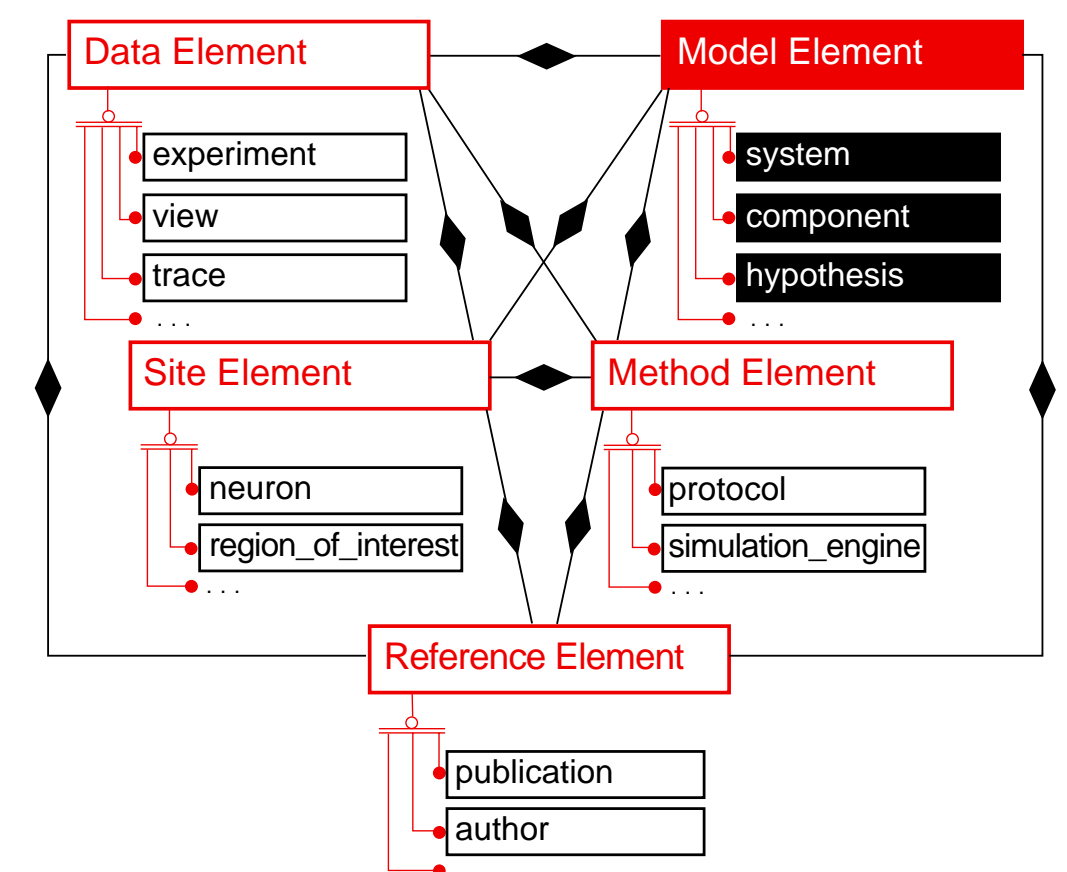 Data Element
experiment
view
trace
. . .
Model Element
system
component
hypothesis
. . .
Site Element
neuron
region_of_interest
. . .
Method Element
protocol
simulation_engine
. . .
Reference Element
publication
author